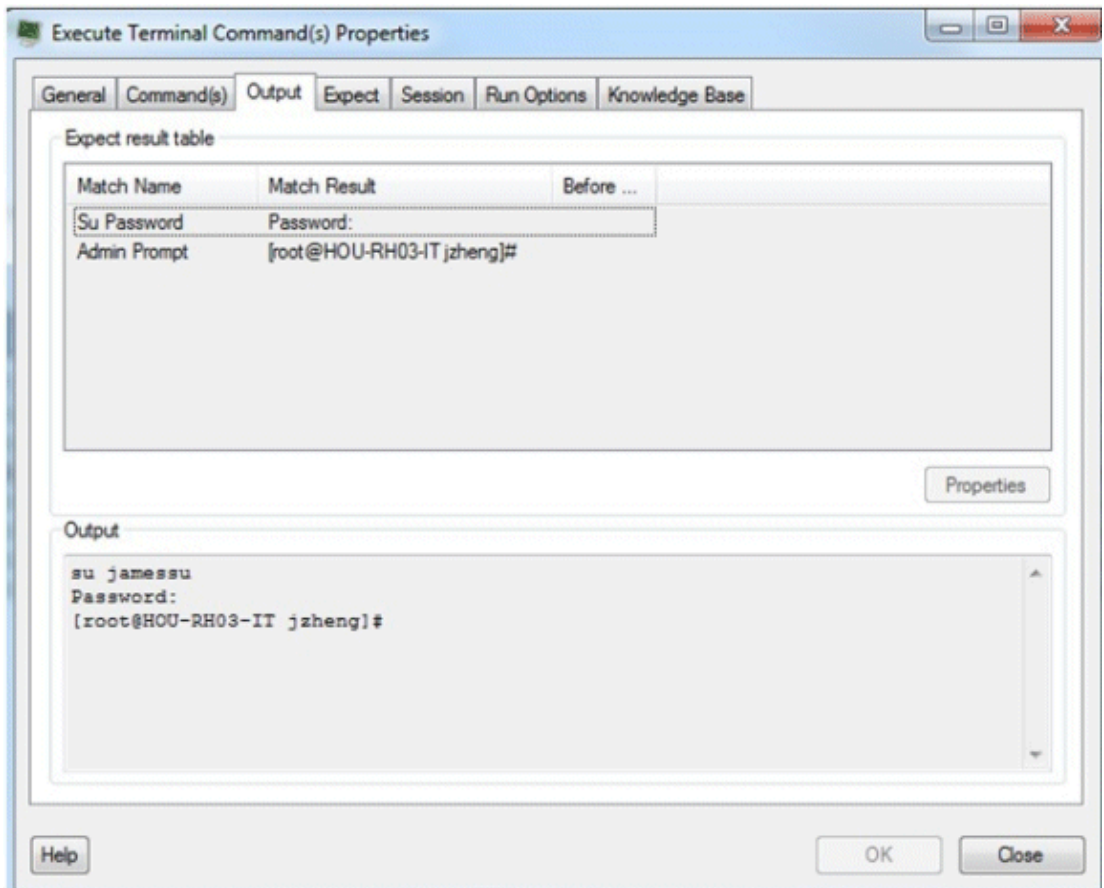 Execute Terminal Command(s) Properties
General Command(s) Output Expect Session Run Options Knowledge Base
Expect result table
Match Name Match Result Before ...
Su Password Password:
Admin Prompt [root@HOU-RH03-IT jzheng]#
Properties
Output
su jamessu
Password:
[root@HOU-RH03-IT jzheng]#
Help OK Close